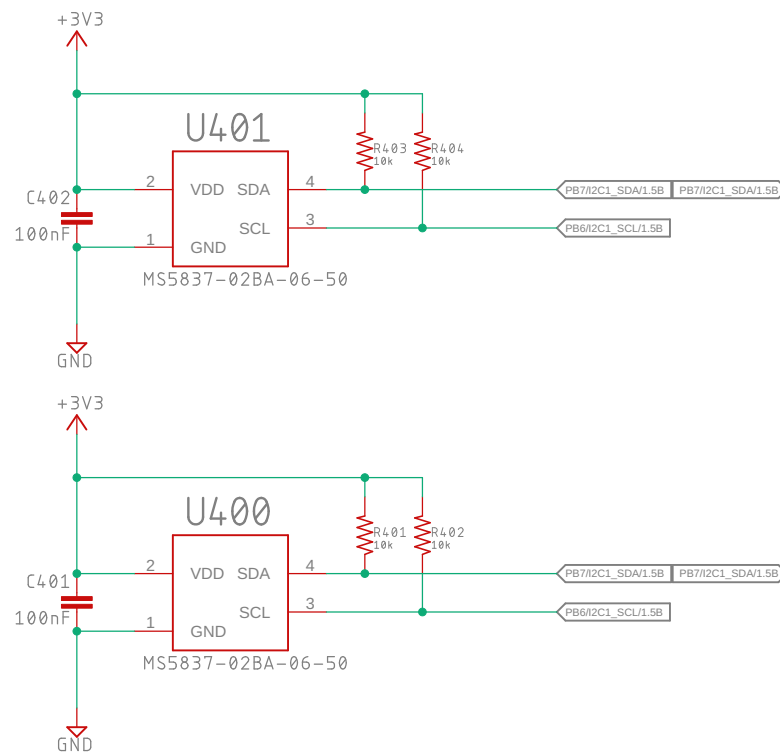 +3V3
U401
R403
10k
R404
10k
2 VDD SDA 4
PB7/I2C1_SDA/1.5B PB7/I2C1_SDA/1.5B
C402
100nF
SCL 3
PB6/I2C1_SCL/1.5B
1 GND
MS5837-02BA-06-50
GND
+3V3
U400
R401
10k
R402
10k
2 VDD SDA 4
PB7/I2C1_SDA/1.5B PB7/I2C1_SDA/1.5B
C401
100nF
SCL 3
PB6/I2C1_SCL/1.5B
1 GND
MS5837-02BA-06-50
GND